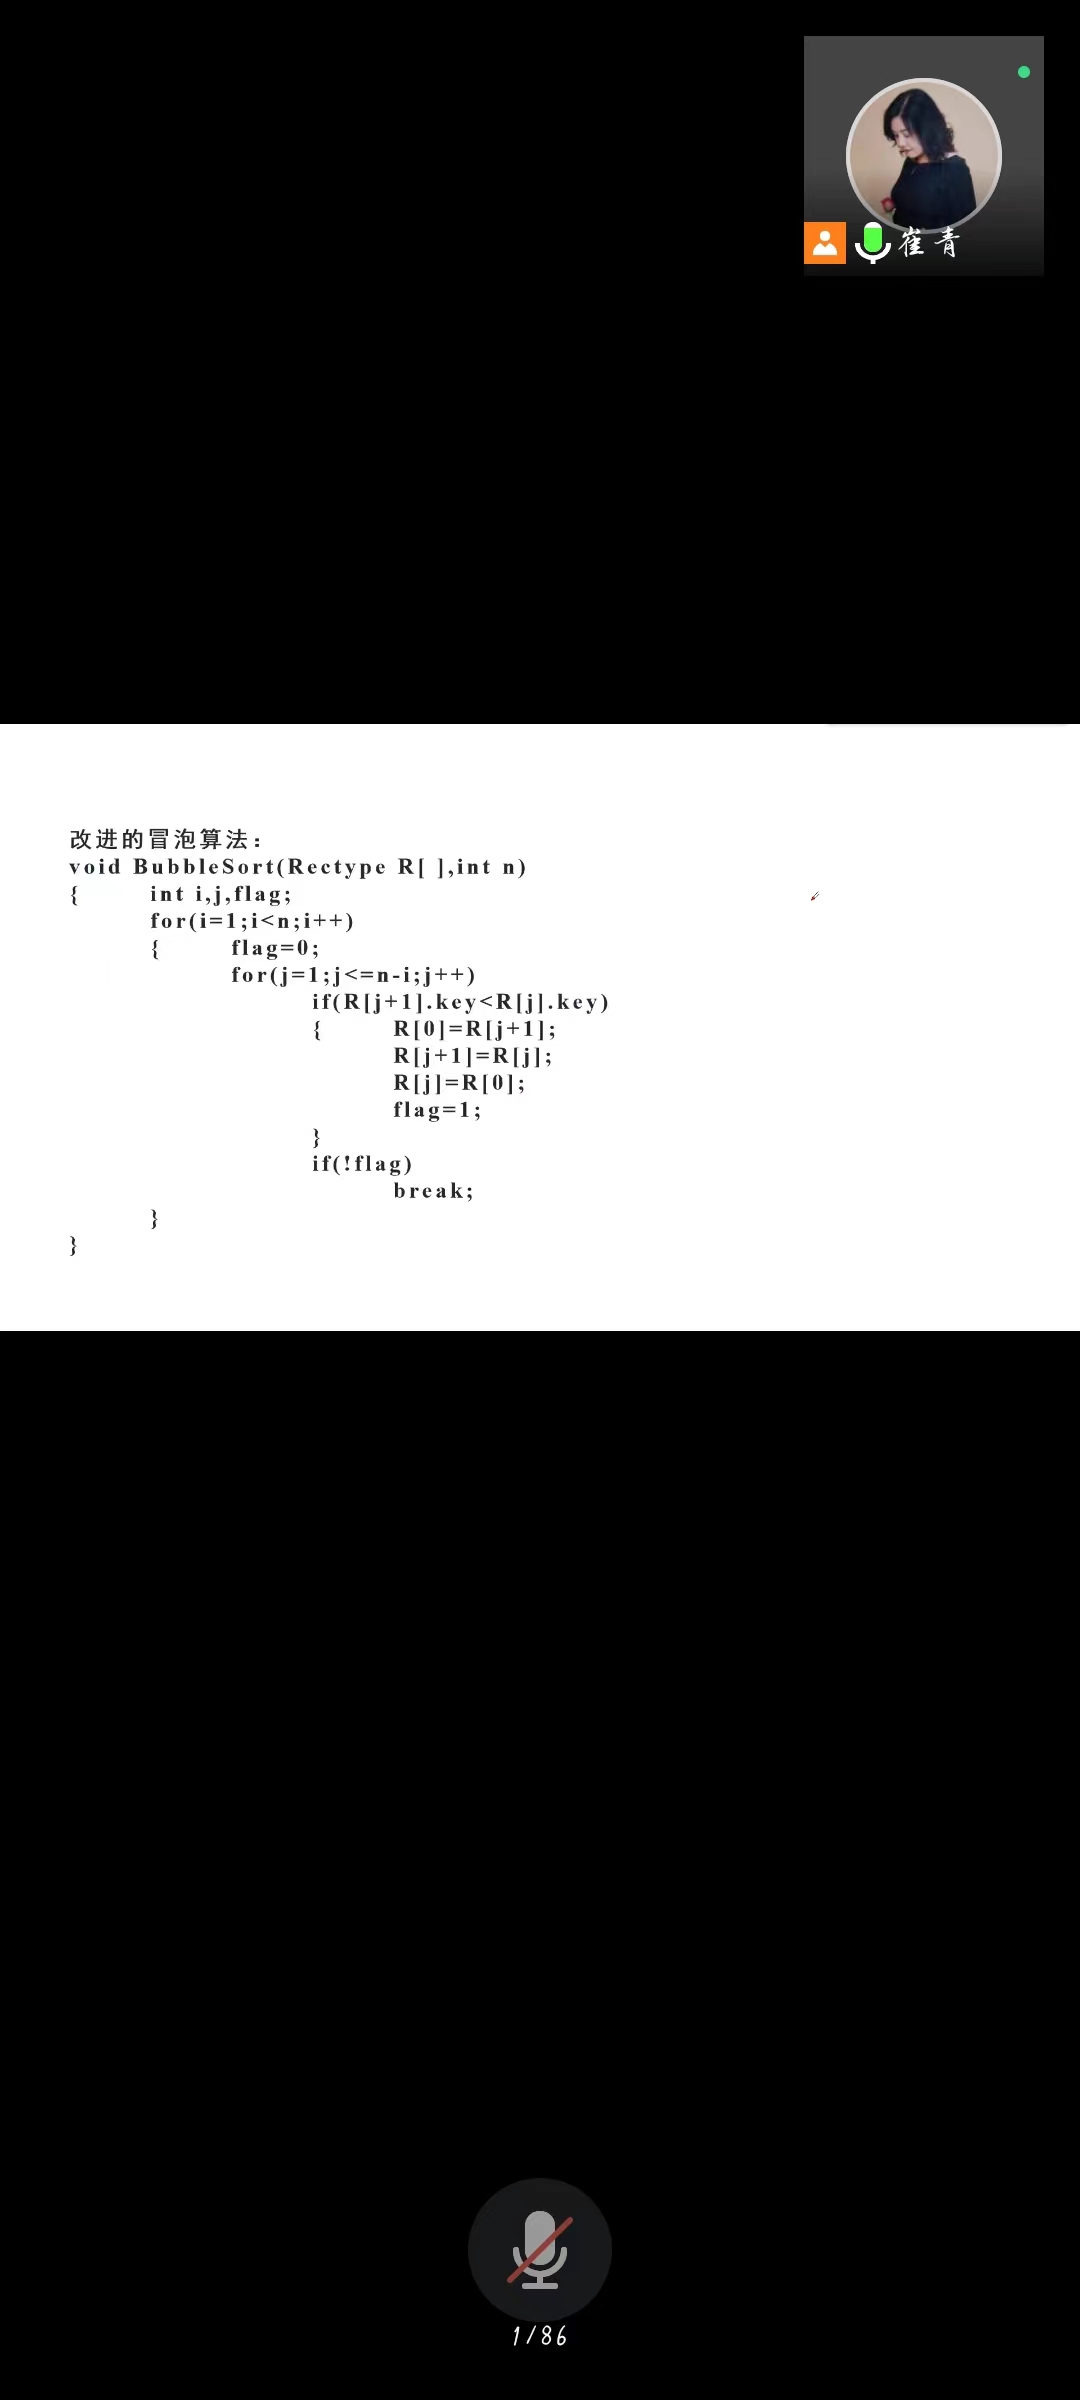 崔青
改进的冒泡算法：
void BubbleSort(Rectype R[ ],int n)
{ int i,j,flag;
for(i=1;i<n;i++)
{ flag=0;
for(j=1;j<=n-i;j++)
if(R[j+1].key<R[j].key)
{ R[0]=R[j+1];
R[j+1]=R[j];
R[j]=R[0];
flag=1;
}
if(!flag)
break;
}
}
1/86